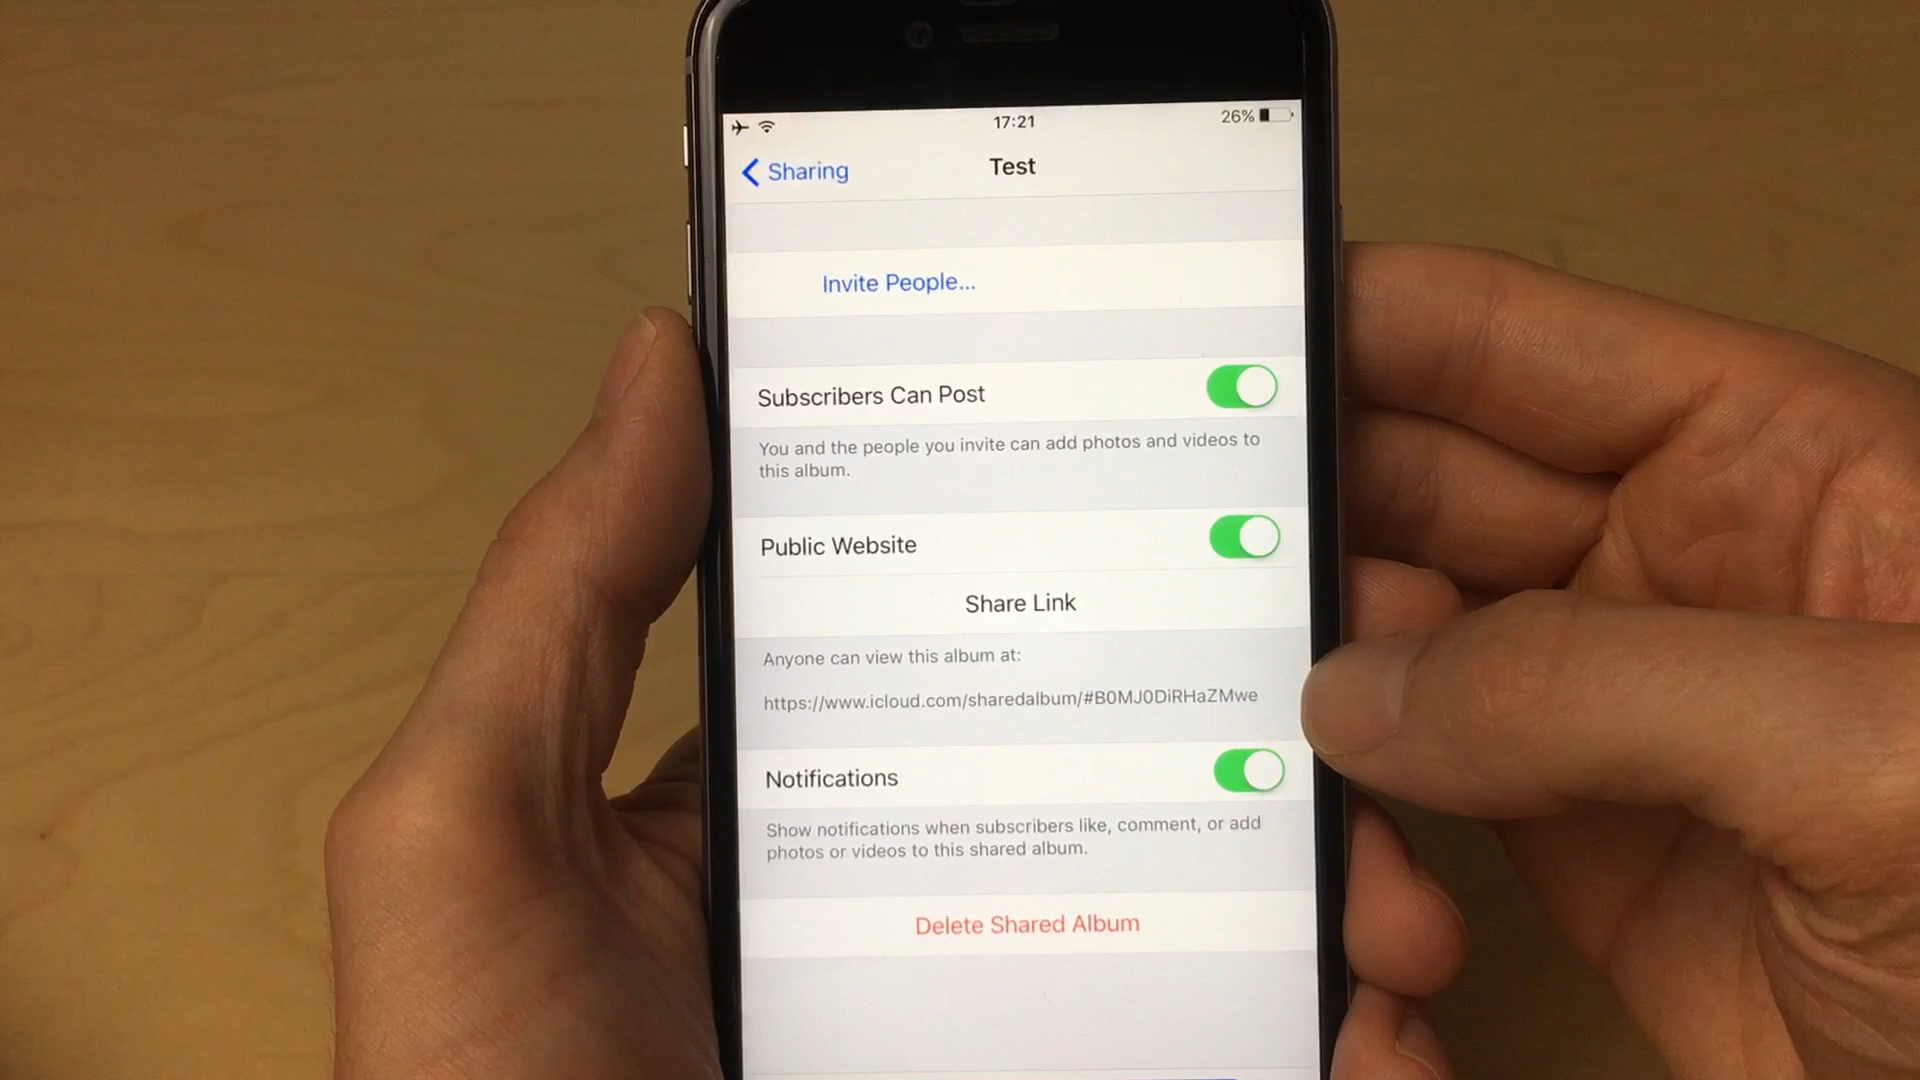 17:21
26%
Sharing
Test
Invite People...
Subscribers Can Post
You and the people you invite can add photos and videos to
this album.
Public Website
Share Link
Anyone can view this album at:
https://www.icloud.com/sharedalbum/#B0MJ0DiRHaZMwe
Notifications
Show notifications when subscribers like, comment, or add
photos or videos to this shared album.
Delete Shared Album